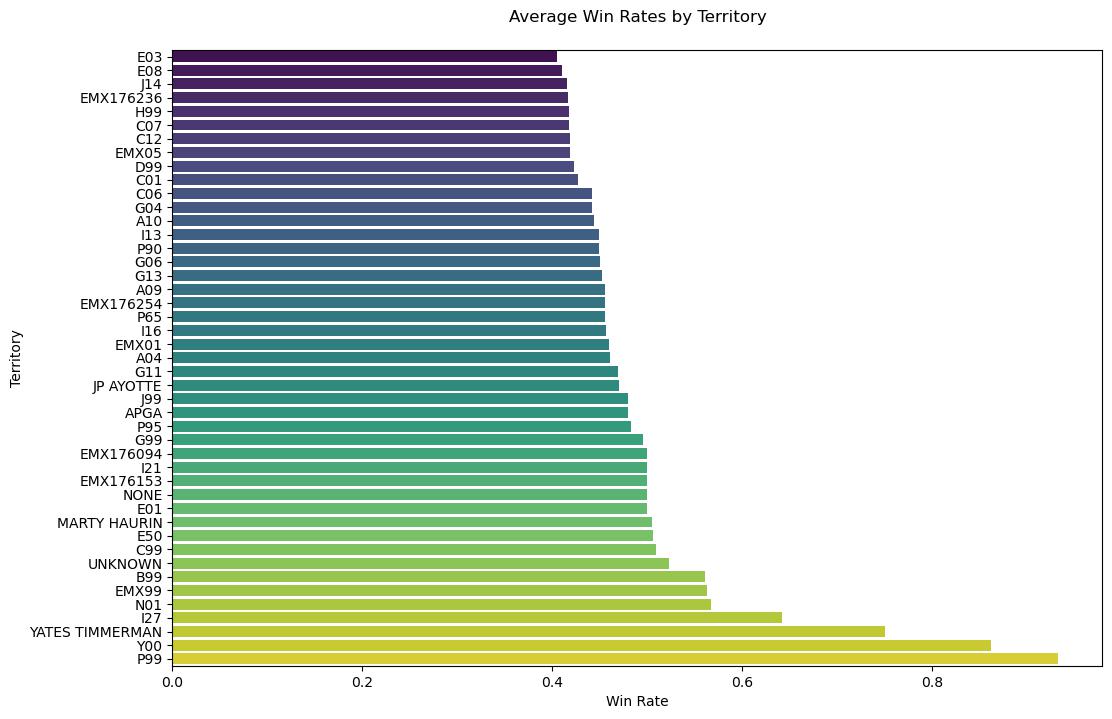 Average Win Rates by Territory
E03
E08
J14
EMX176236
H99
C07
C12
EMX05
D99
C01
C06
G04
A10
I13
P90
G06
G13
A09
EMX176254
P65
I16
EMX01
A04
G11
JP AYOTTE
J99
APGA
P95
G99
EMX176094
I21
EMX176153
NONE
E01
MARTY HAURIN
E50
C99
UNKNOWN
B99
EMX99
N01
I27
YATES TIMMERMAN
Y00
P99
Territory
0.0 0.2 0.4 0.6 0.8
Win Rate